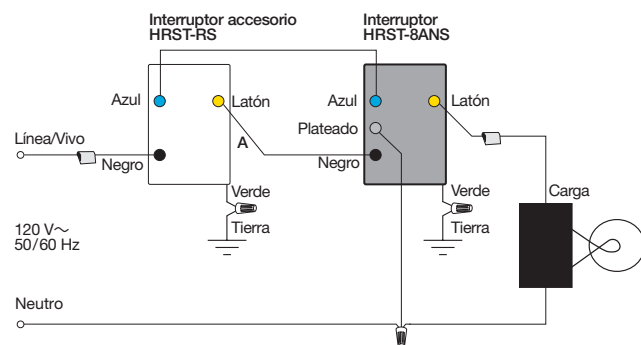 Interruptor accesorio
HRST-RS
Interruptor
HRST-8ANS
Azul
Latón
Azul
Latón
Plateado
Línea/Vivo
A
Negro
Negro
Verde
Verde
Carga
Tierra
Tierra
120 V~
50/60 Hz
Neutro